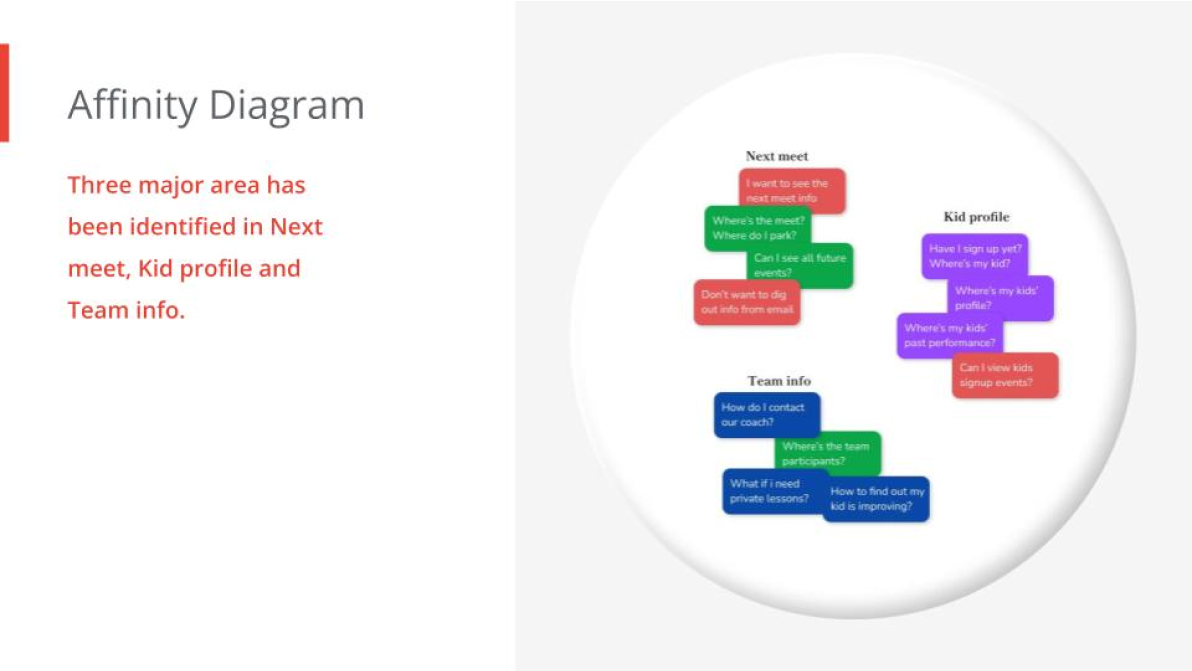 Affinity Diagram
Three major area has
been identified in Next
meet, Kid profile and
Team info.
Next meet
I want to see the
next meet info
Where's the meet?
Where do I park?
Can I see all future
events?
Don't want to dig
out info from email
Kid profile
Have I sign up yet?
Where's my kid?
Where's my kids'
profile?
Where's my kids'
past performance?
Can I view kids
signup events?
Team info
How do I contact
our coach?
Where's the team
participants?
What if i need
private lessons?
How to find out my
kid is improving?